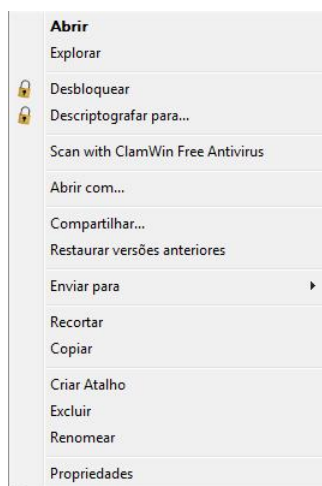 Abrir
Explorar
Desbloquear
Descriptografar para...
Scan with ClamWin Free Antivirus
Abrir com...
Compartilhar...
Restaurar versões anteriores
Enviar para
Recortar
Copiar
Criar Atalho
Excluir
Renomear
Propriedades